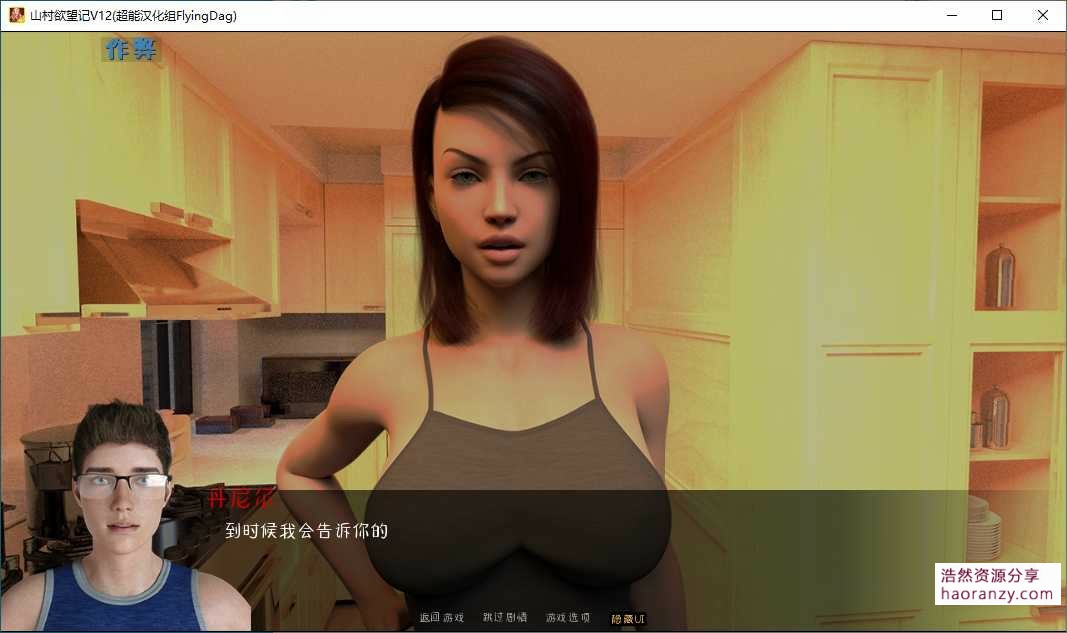 山村欲望记V12(超能汉化组FlyingDag)
作弊
丹尼尔
到时候我会告诉你的
浩然资源分享
haoranzy.com
返回游戏 跳过剧情 游戏选项 隐藏UI